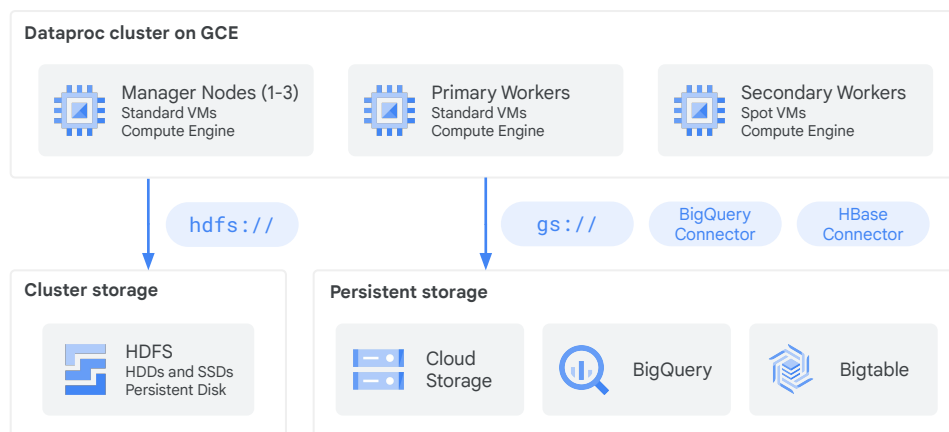 Dataproc cluster on GCE
Manager Nodes (1-3)
Standard VMs
Compute Engine
Primary Workers
Standard VMs
Compute Engine
Secondary Workers
Spot VMs
Compute Engine
hdfs://
gs://
BigQuery
Connector
HBase
Connector
Cluster storage
HDFS
HDDs and SSDs
Persistent Disk
Persistent storage
Cloud
Storage
BigQuery
Bigtable